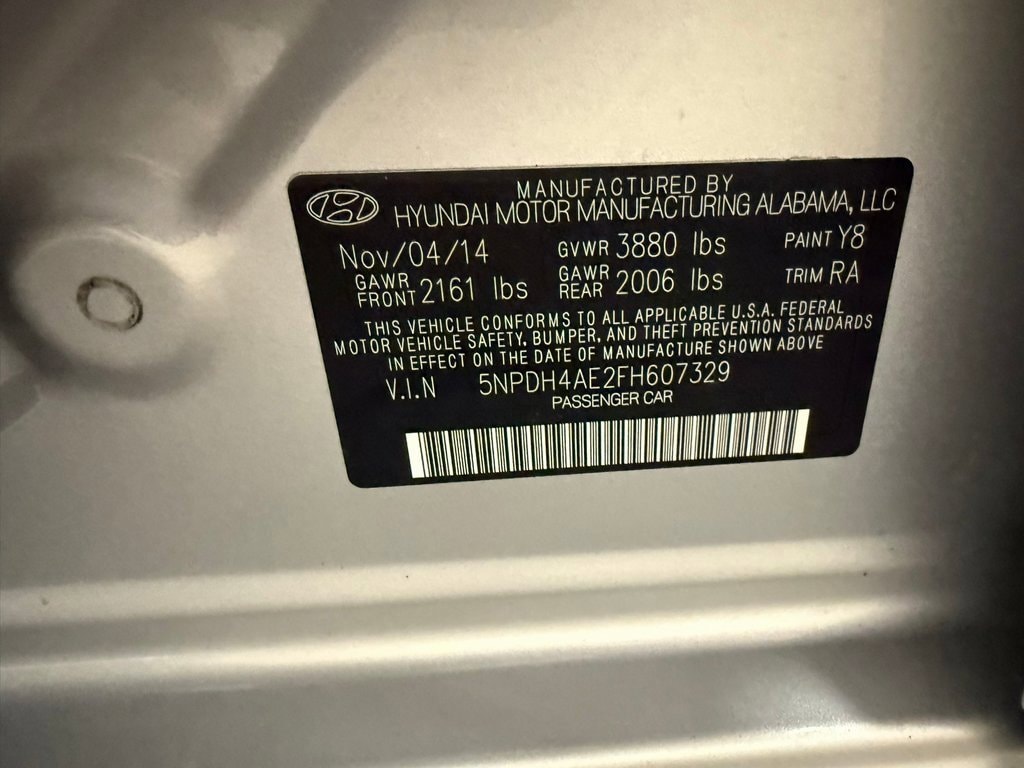 MANUFACTURED BY
HYUNDAI MOTOR MANUFACTURING ALABAMA, LLC
Nov/04/14 GVWR 3880 lbs PAINT Y8
GAWR FRONT 2161 lbs GAWR REAR 2006 lbs TRIM RA
THIS VEHICLE CONFORMS TO ALL APPLICABLE U.S.A. FEDERAL
MOTOR VEHICLE SAFETY, BUMPER, AND THEFT PREVENTION STANDARDS
IN EFFECT ON THE DATE OF MANUFACTURE SHOWN ABOVE
V.I.N 5NPDH4AE2FH607329
PASSENGER CAR